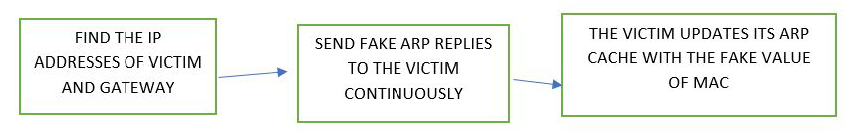 FIND THE IP
ADDRESSES OF VICTIM
AND GATEWAY
SEND FAKE ARP REPLIES
TO THE VICTIM
CONTINUOUSLY
THE VICTIM UPDATES ITS ARP
CACHE WITH THE FAKE VALUE
OF MAC